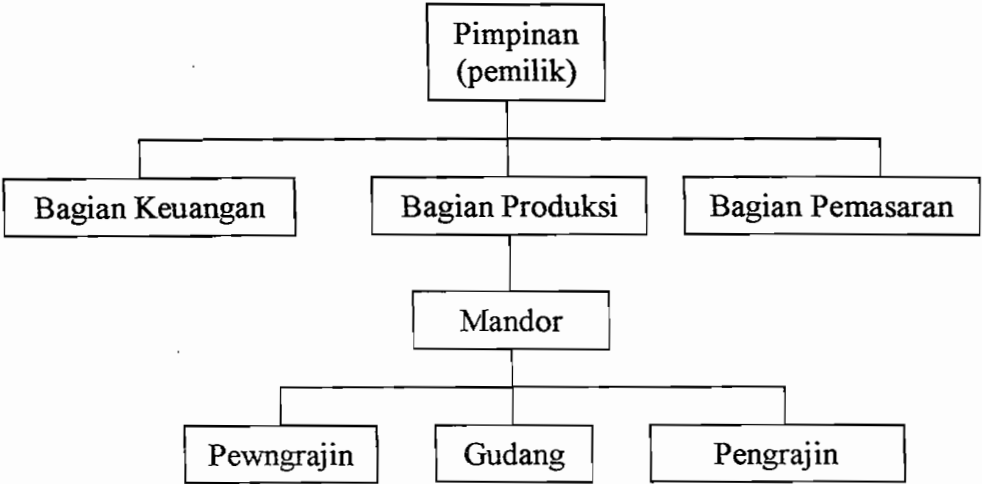 Pimpinan
(pemilik)
Bagian Keuangan
Bagian Produksi
Bagian Pemasaran
Mandor
Pewngrajin
Gudang
Pengrajin